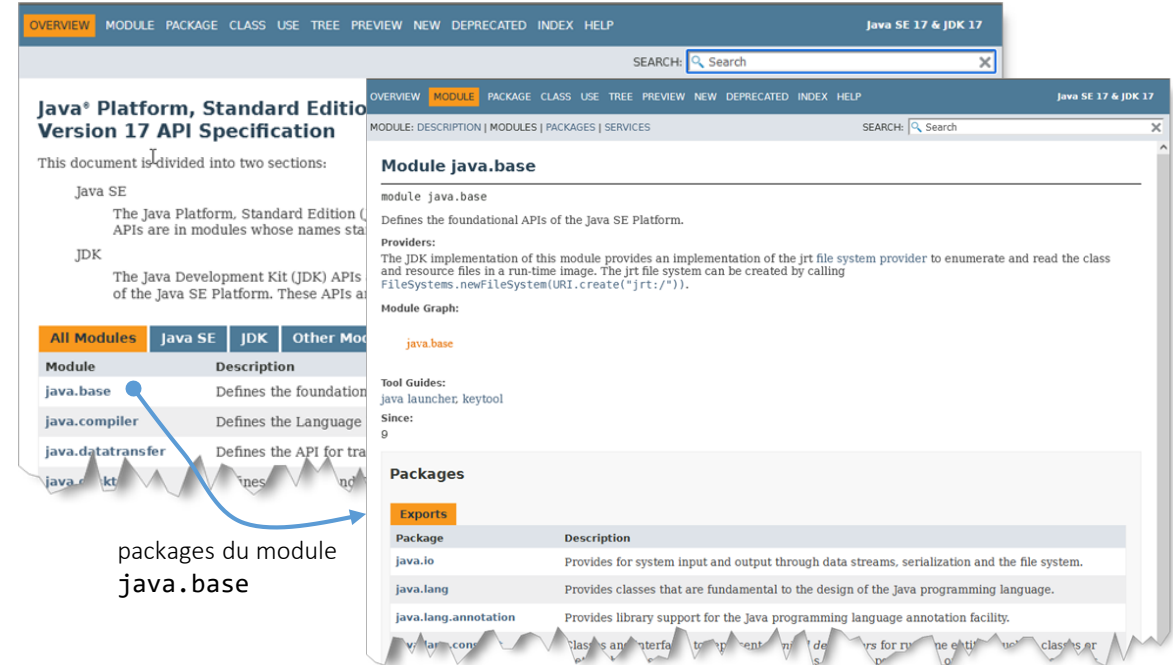 OVERVIEW MODULE PACKAGE CLASS USE TREE PREVIEW NEW DEPRECATED INDEX HELP Java SE 17 & JDK 17
SEARCH: Search
Java® Platform, Standard Editio
Version 17 API Specification
This document is divided into two sections:
Java SE
The Java Platform, Standard Edition (
APIs are in modules whose names sta
JDK
The Java Development Kit (JDK) APIs
of the Java SE Platform. These APIs a
All Modules Java SE JDK Other Mod
Module Description
java.base Defines the foundation
java.compiler Defines the Language
java.datatransfer Defines the API for tra
packages du module
java.base
OVERVIEW MODULE PACKAGE CLASS USE TREE PREVIEW NEW DEPRECATED INDEX HELP Java SE 17 & JDK 17
MODULE: DESCRIPTION | MODULES | PACKAGES | SERVICES SEARCH: Search
Module java.base
module java.base
Defines the foundational APIs of the Java SE Platform.
Providers:
The JDK implementation of this module provides an implementation of the jrt file system provider to enumerate and read the class
and resource files in a run-time image. The jrt file system can be created by calling
FileSystems.newFileSystem(URI.create("jrt:/")).
Module Graph:
java.base
Tool Guides:
java launcher, keytool
Since:
9
Packages
Exports
Package Description
java.io Provides for system input and output through data streams, serialization and the file system.
java.lang Provides classes that are fundamental to the design of the Java programming language.
java.lang.annotation Provides library support for the Java programming language annotation facility.